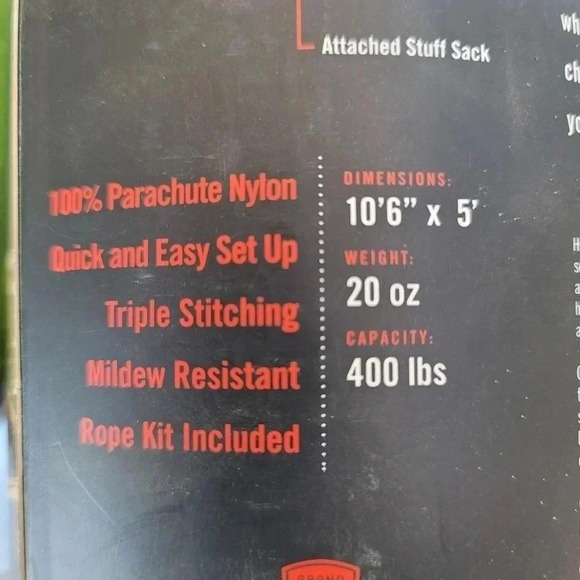 Attached Stuff Sack
100% Parachute Nylon
Quick and Easy Set Up
Triple Stitching
Mildew Resistant
Rope Kit Included
DIMENSIONS:
10'6" x 5'
WEIGHT:
20 oz
CAPACITY:
400 lbs